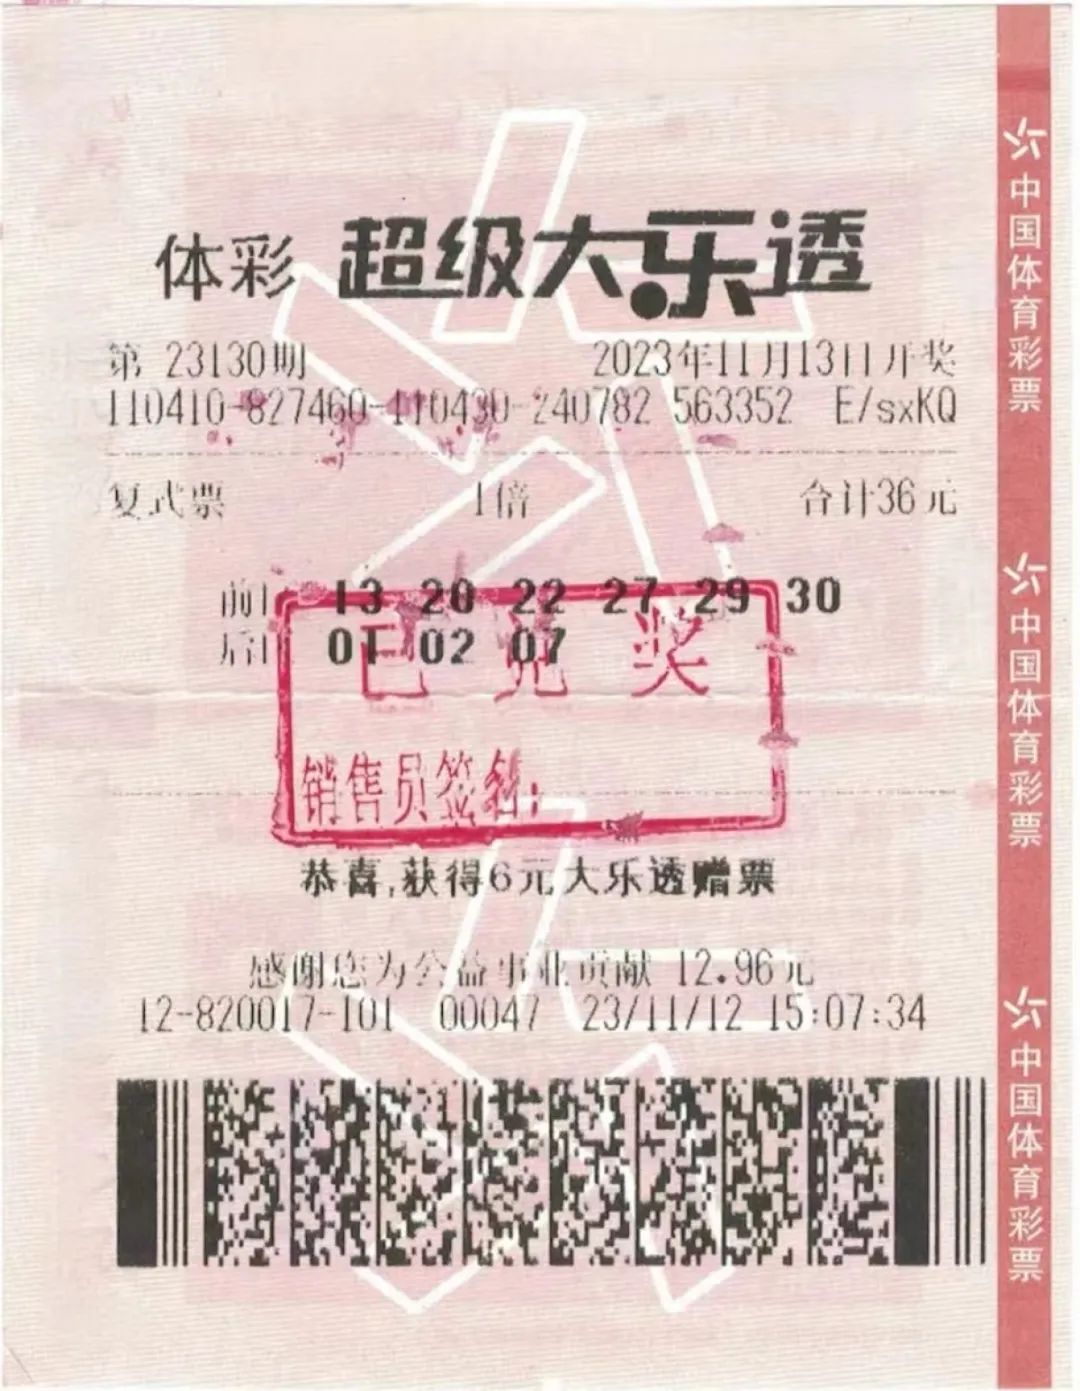 体彩 超级大乐透
第 23130期 2023年11月13日开奖
110410-827460-110430-240782 563352 E/sxKQ
复式票 1倍 合计36元
前区 13 20 22 27 29 30
后区 01 02 07
已兑奖
销售员签名:
恭喜,获得6元大乐透赠票
感谢您为公益事业贡献 12.96元
12-820017-101 00047 23/11/12 15:07:34
中国体育彩票
中国体育彩票
中国体育彩票